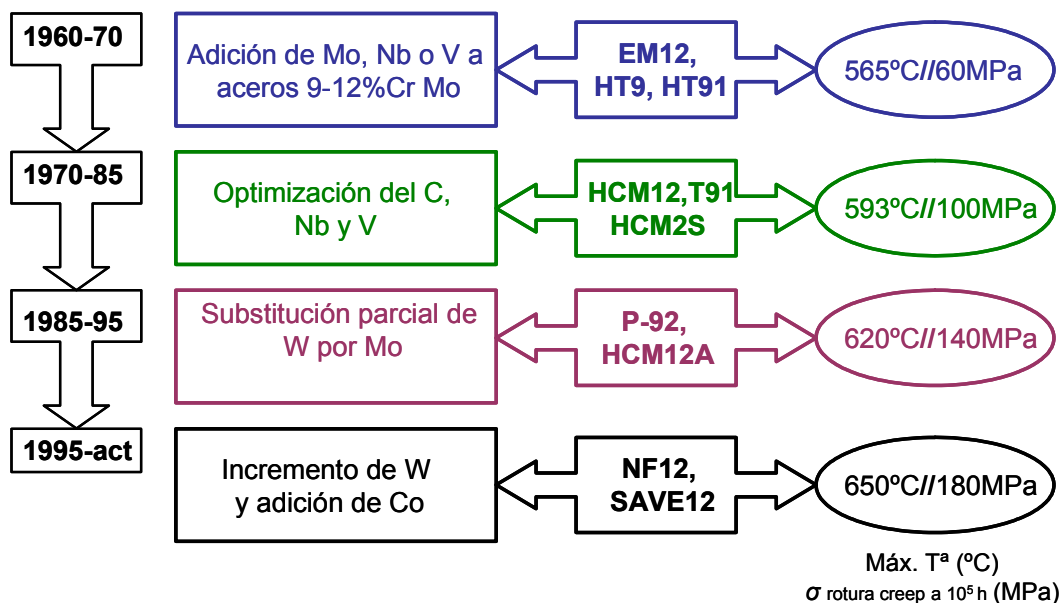 1960-70
Adición de Mo, Nb o V a
aceros 9-12%Cr Mo
EM12,
HT9, HT91
565ºC//60MPa
1970-85
Optimización del C,
Nb y V
HCM12,T91
HCM2S
593ºC//100MPa
1985-95
Substitución parcial de
W por Mo
P-92,
HCM12A
620ºC//140MPa
1995-act
Incremento de W
y adición de Co
NF12,
SAVE12
650ºC//180MPa
Máx. Tª (ºC)
σ rotura creep a 10⁵ h (MPa)